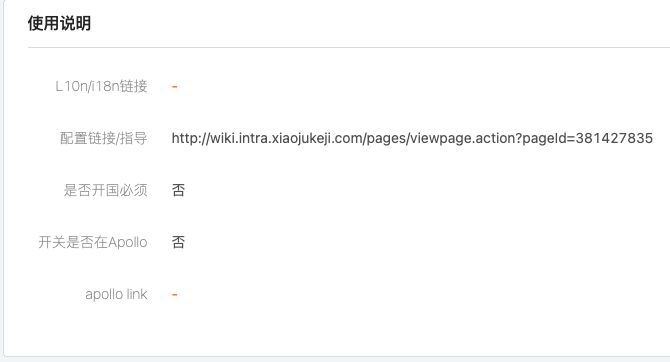 使用说明
L10n/i18n链接 -
配置链接/指导 http://wiki.intra.xiaojukeji.com/pages/viewpage.action?pageId=381427835
是否开国必须 否
开关是否在Apollo 否
apollo link -